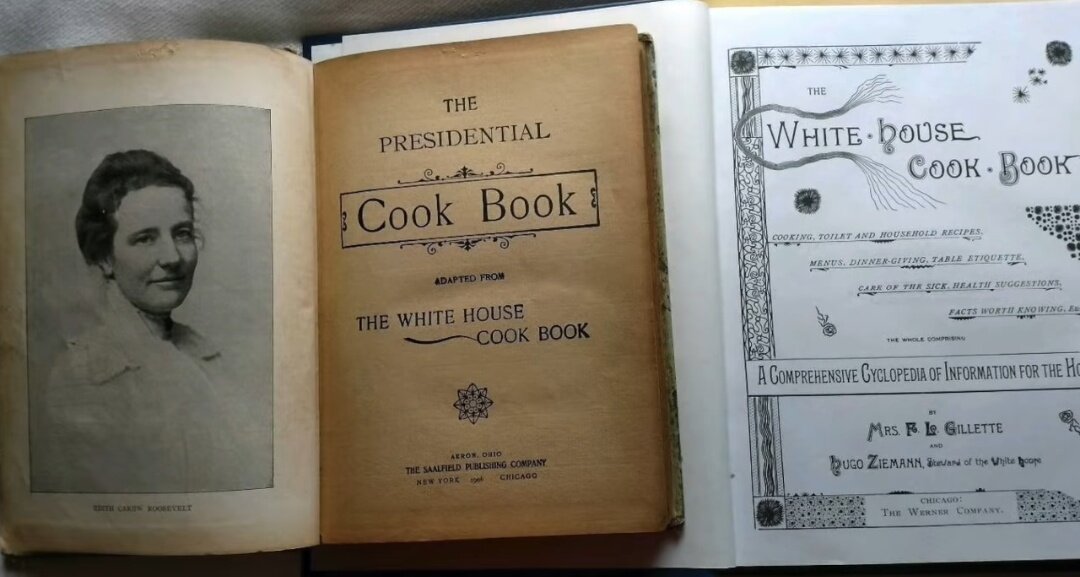 EDITH CAROW ROOSEVELT
THE
PRESIDENTIAL
Cook Book
ADAPTED FROM
THE WHITE HOUSE
COOK BOOK
AKRON, OHIO
THE SAALFIELD PUBLISHING COMPANY
NEW YORK 1906 CHICAGO
THE
WHITE · HOUSE
COOK · BOOK
COOKING, TOILET AND HOUSEHOLD RECIPES,
MENUS, DINNER-GIVING, TABLE ETIQUETTE,
CARE OF THE SICK, HEALTH SUGGESTIONS,
FACTS WORTH KNOWING, Etc
THE WHOLE COMPRISING
A COMPREHENSIVE CYCLOPEDIA OF INFORMATION FOR THE HO
BY
MRS. F. L. GILLETTE
AND
HUGO ZIEMANN, Steward of the White House
CHICAGO:
THE WERNER COMPANY.